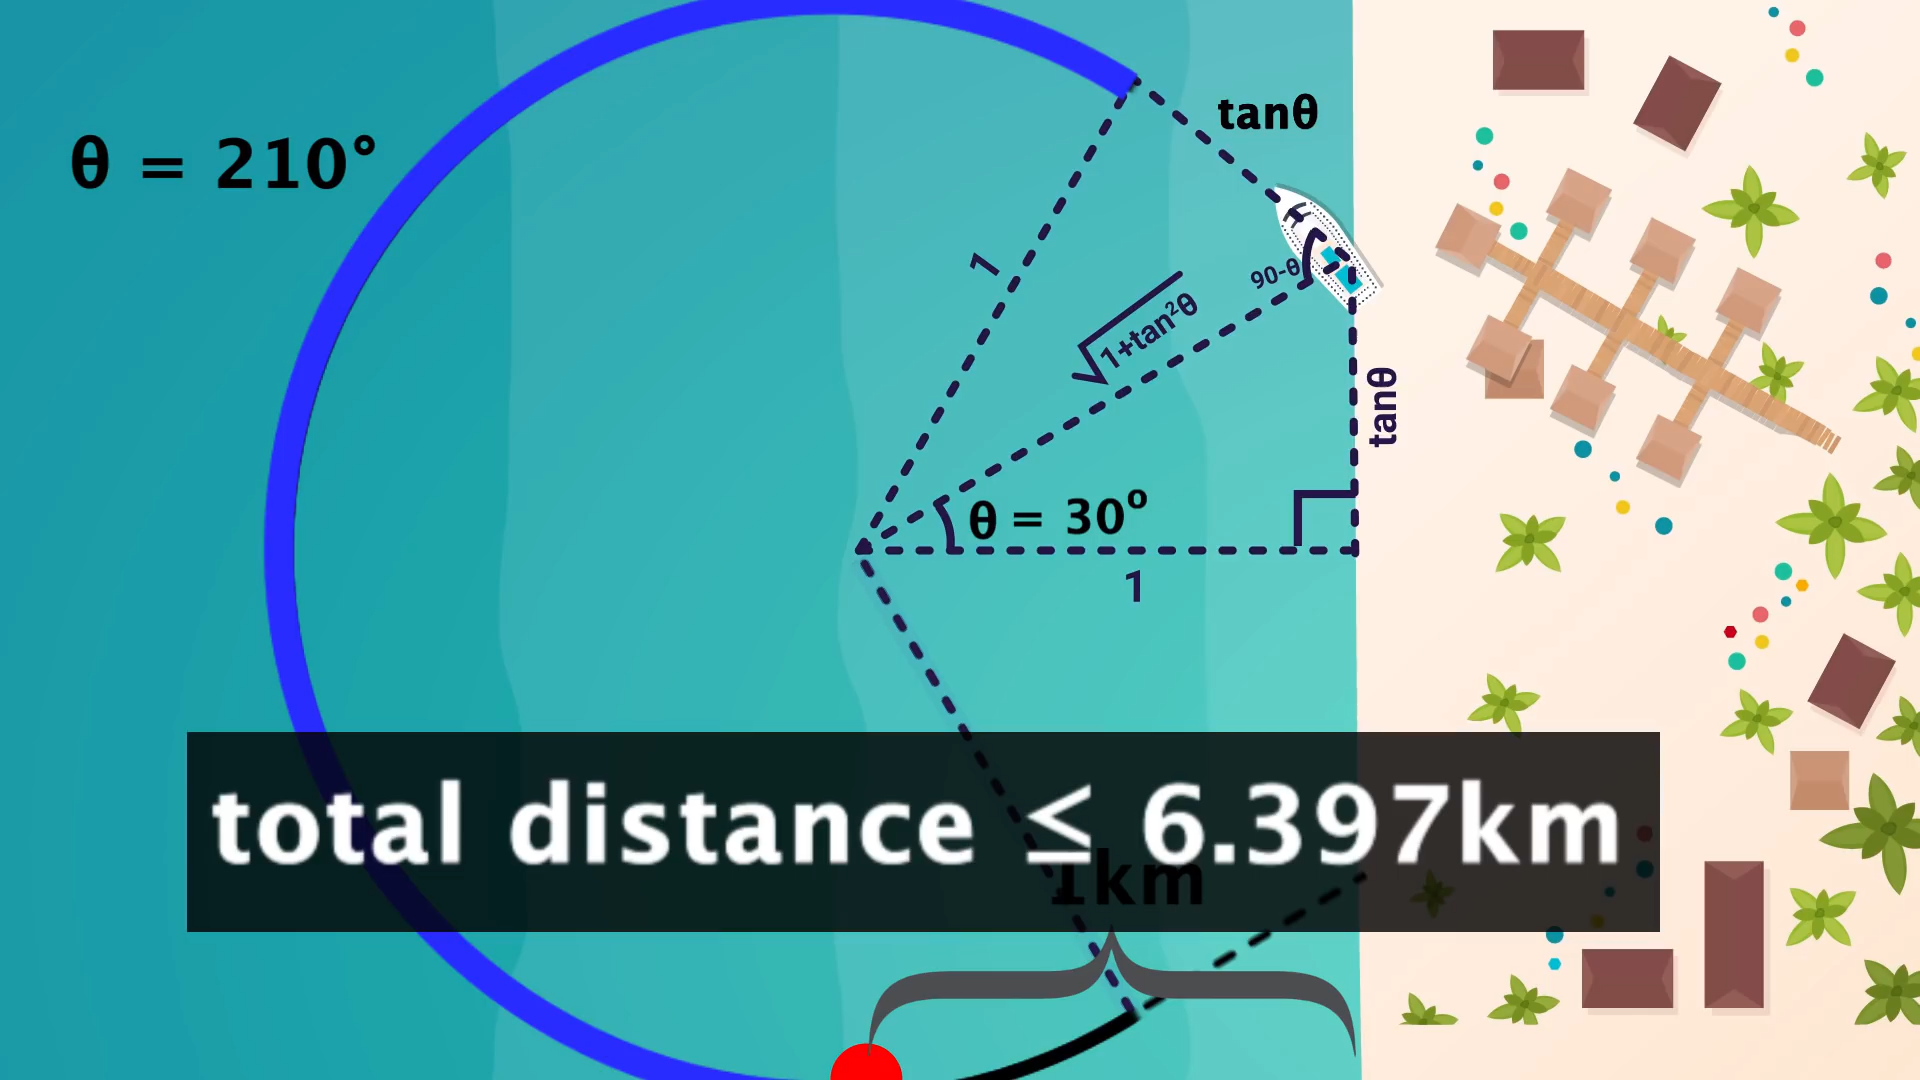 tanθ
θ = 210°
1
90-θ
√1+tan²θ
tanθ
θ = 30°
1
total distance ≤ 6.397km
1km